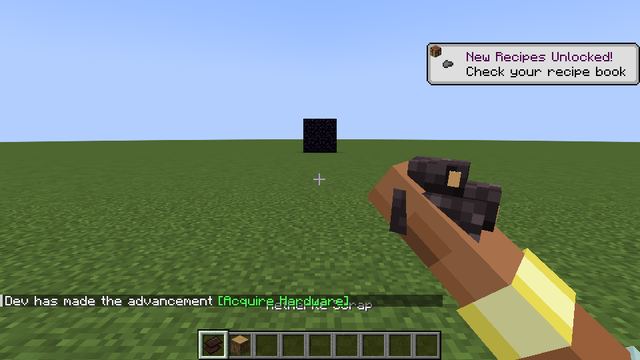 New Recipes Unlocked!
Check your recipe book
Dev has made the advancement [Acquire Hardware]
Netherite Scrap